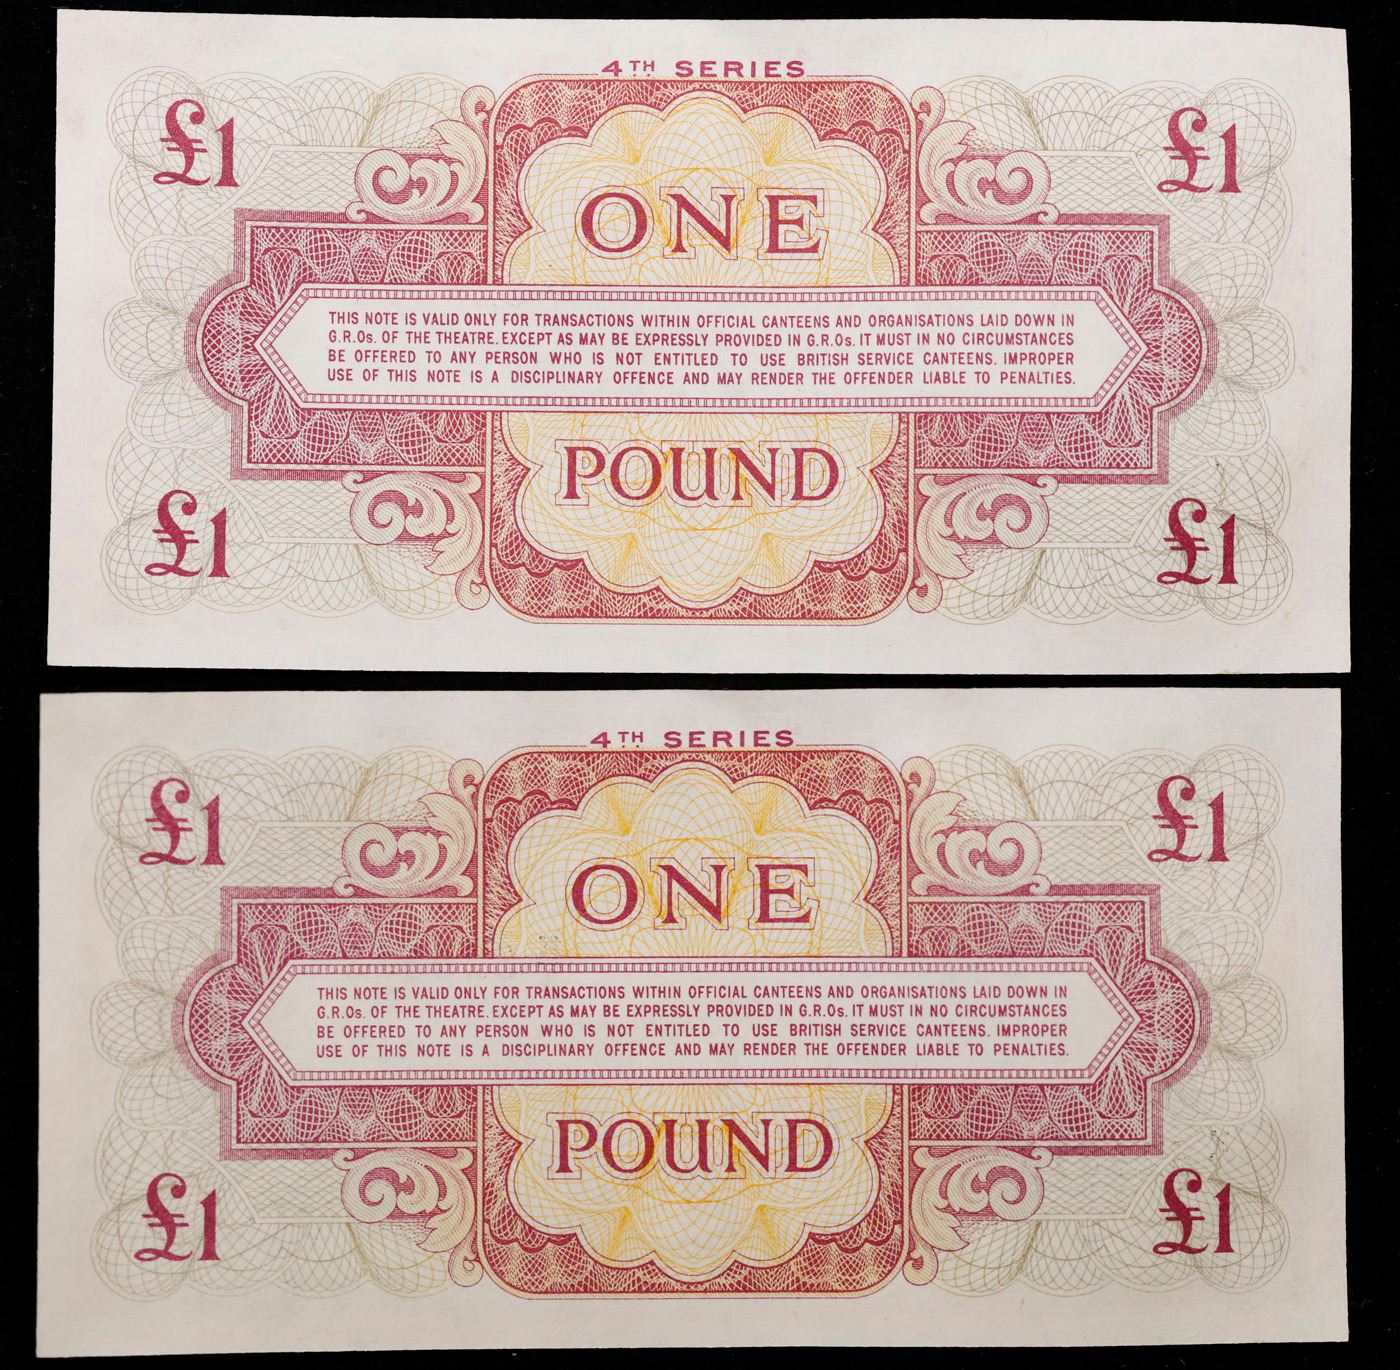 4TH SERIES
£1 £1
ONE
THIS NOTE IS VALID ONLY FOR TRANSACTIONS WITHIN OFFICIAL CANTEENS AND ORGANISATIONS LAID DOWN IN
G.R.Os. OF THE THEATRE. EXCEPT AS MAY BE EXPRESSLY PROVIDED IN G.R.Os. IT MUST IN NO CIRCUMSTANCES
BE OFFERED TO ANY PERSON WHO IS NOT ENTITLED TO USE BRITISH SERVICE CANTEENS. IMPROPER
USE OF THIS NOTE IS A DISCIPLINARY OFFENCE AND MAY RENDER THE OFFENDER LIABLE TO PENALTIES.
POUND
£1 £1
4TH SERIES
£1 £1
ONE
THIS NOTE IS VALID ONLY FOR TRANSACTIONS WITHIN OFFICIAL CANTEENS AND ORGANISATIONS LAID DOWN IN
G.R.Os. OF THE THEATRE. EXCEPT AS MAY BE EXPRESSLY PROVIDED IN G.R.Os. IT MUST IN NO CIRCUMSTANCES
BE OFFERED TO ANY PERSON WHO IS NOT ENTITLED TO USE BRITISH SERVICE CANTEENS. IMPROPER
USE OF THIS NOTE IS A DISCIPLINARY OFFENCE AND MAY RENDER THE OFFENDER LIABLE TO PENALTIES.
POUND
£1 £1